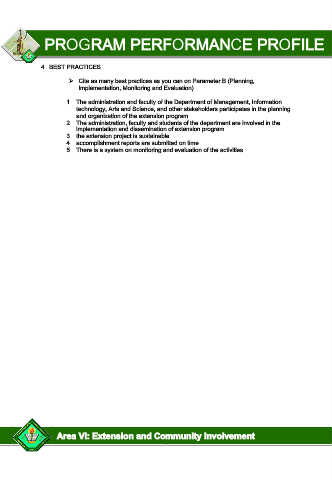 PROGRAM PERFORMANCE PROFILE
4 BEST PRACTICES
➢ Cite as many best practices as you can on Parameter B (Planning,
Implementation, Monitoring and Evaluation)
1 The administration and faculty of the Department of Management, Information
technology, Arts and Science, and other stakeholders participates in the planning
and organization of the extension program
2 The administration, faculty and students of the department are involved in the
implementation and dissemination of extension program
3 the extension project is sustainable
4 accomplishment reports are submitted on time
5 There is a system on monitoring and evaluation of the activities
Area VI: Extension and Community Involvement